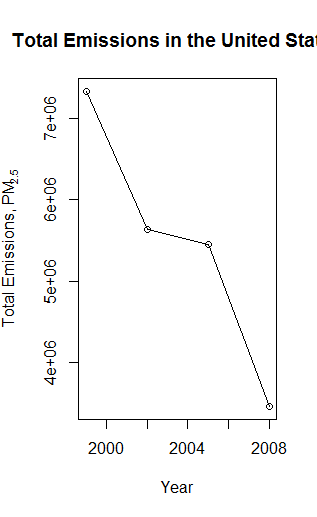 Total Emissions in the United Stat
7e+06
6e+06
5e+06
4e+06
Total Emissions, PM2.5
2000 2004 2008
Year